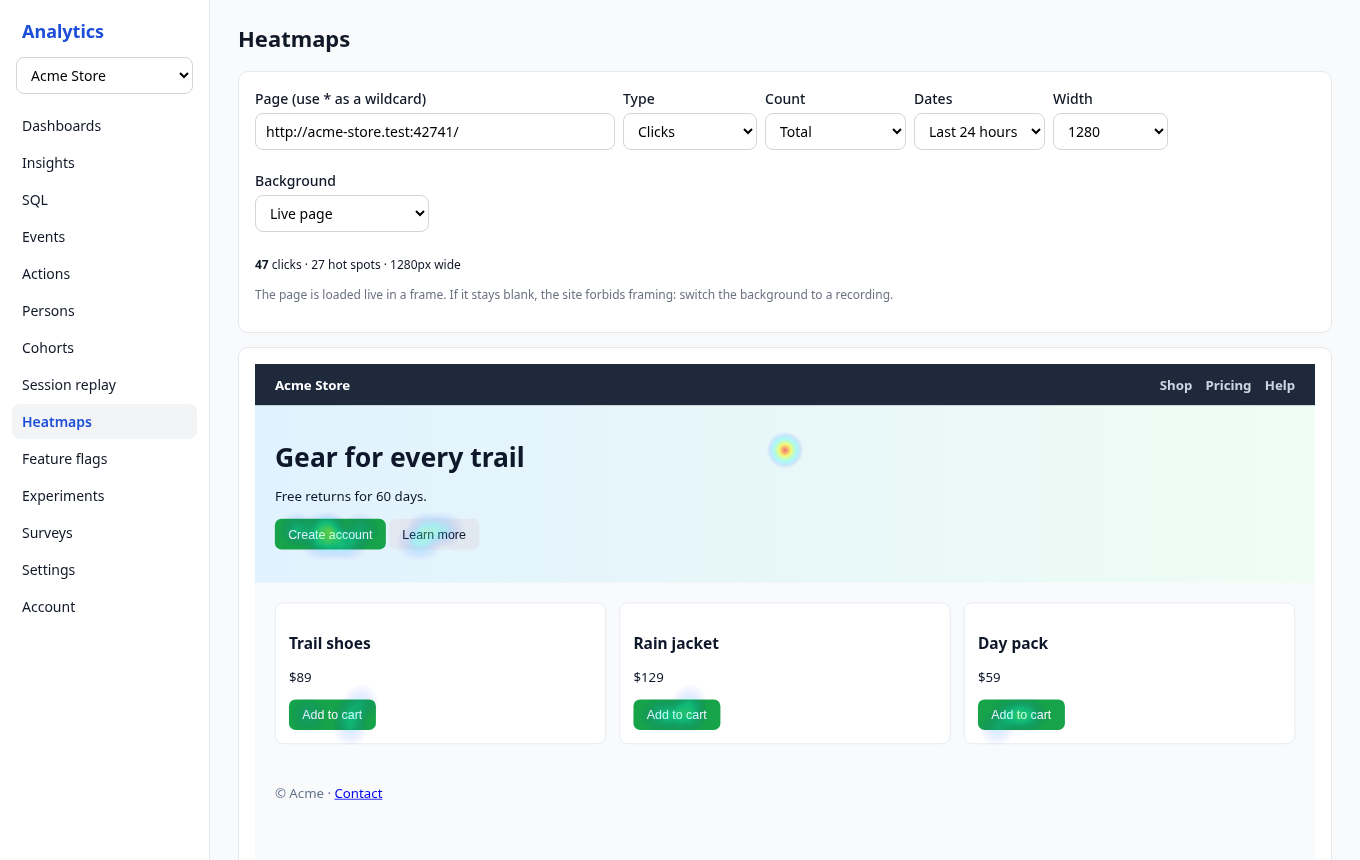 Analytics
Acme Store
Dashboards
Insights
SQL
Events
Actions
Persons
Cohorts
Session replay
Heatmaps
Feature flags
Experiments
Surveys
Settings
Account
Heatmaps
Page (use * as a wildcard) Type Count Dates Width
http://acme-store.test:42741/ Clicks Total Last 24 hours 1280
Background
Live page
47 clicks · 27 hot spots · 1280px wide
The page is loaded live in a frame. If it stays blank, the site forbids framing: switch the background to a recording.
Acme Store Shop Pricing Help
Gear for every trail
Free returns for 60 days.
Create account Learn more
Trail shoes Rain jacket Day pack
$89 $129 $59
Add to cart Add to cart Add to cart
© Acme · Contact